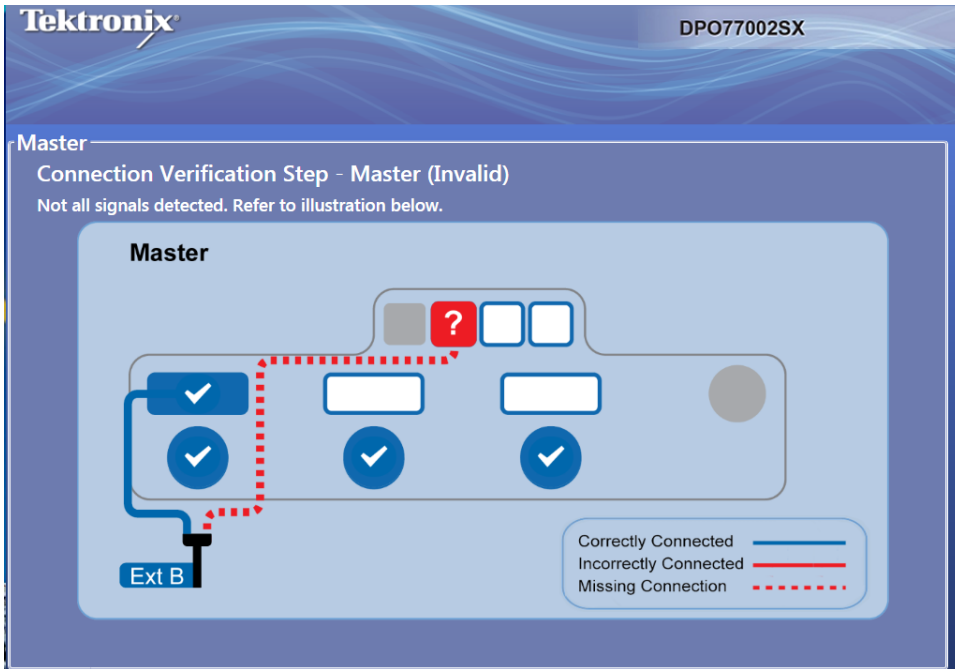 Tektronix
DPO77002SX
Master
Connection Verification Step - Master (Invalid)
Not all signals detected. Refer to illustration below.
Master
?
Ext B
Correctly Connected
Incorrectly Connected
Missing Connection